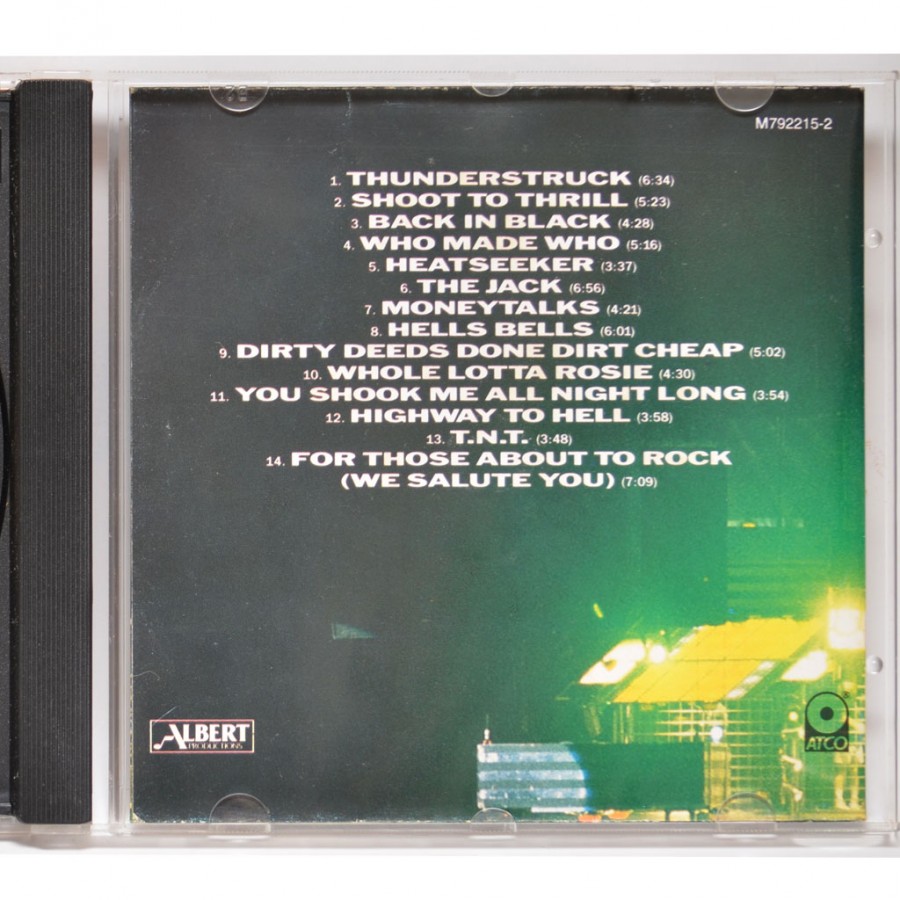 M792215-2
1. THUNDERSTRUCK (6:34)
2. SHOOT TO THRILL (5:23)
3. BACK IN BLACK (4:28)
4. WHO MADE WHO (5:16)
5. HEATSEEKER (3:37)
6. THE JACK (6:56)
7. MONEYTALKS (4:21)
8. HELLS BELLS (6:01)
9. DIRTY DEEDS DONE DIRT CHEAP (5:02)
10. WHOLE LOTTA ROSIE (4:30)
11. YOU SHOOK ME ALL NIGHT LONG (3:54)
12. HIGHWAY TO HELL (3:58)
13. T.N.T. (3:48)
14. FOR THOSE ABOUT TO ROCK
(WE SALUTE YOU) (7:09)
ALBERT
PRODUCTIONS
ATCO
®